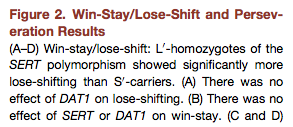 Figure 2. Win-Stay/Lose-Shift and Persev-
eration Results
(A–D) Win-stay/lose-shift: L′-homozygotes of the
SERT polymorphism showed significantly more
lose-shifting than S′-carriers. (A) There was no
effect of DAT1 on lose-shifting. (B) There was no
effect of SERT or DAT1 on win-stay. (C and D)